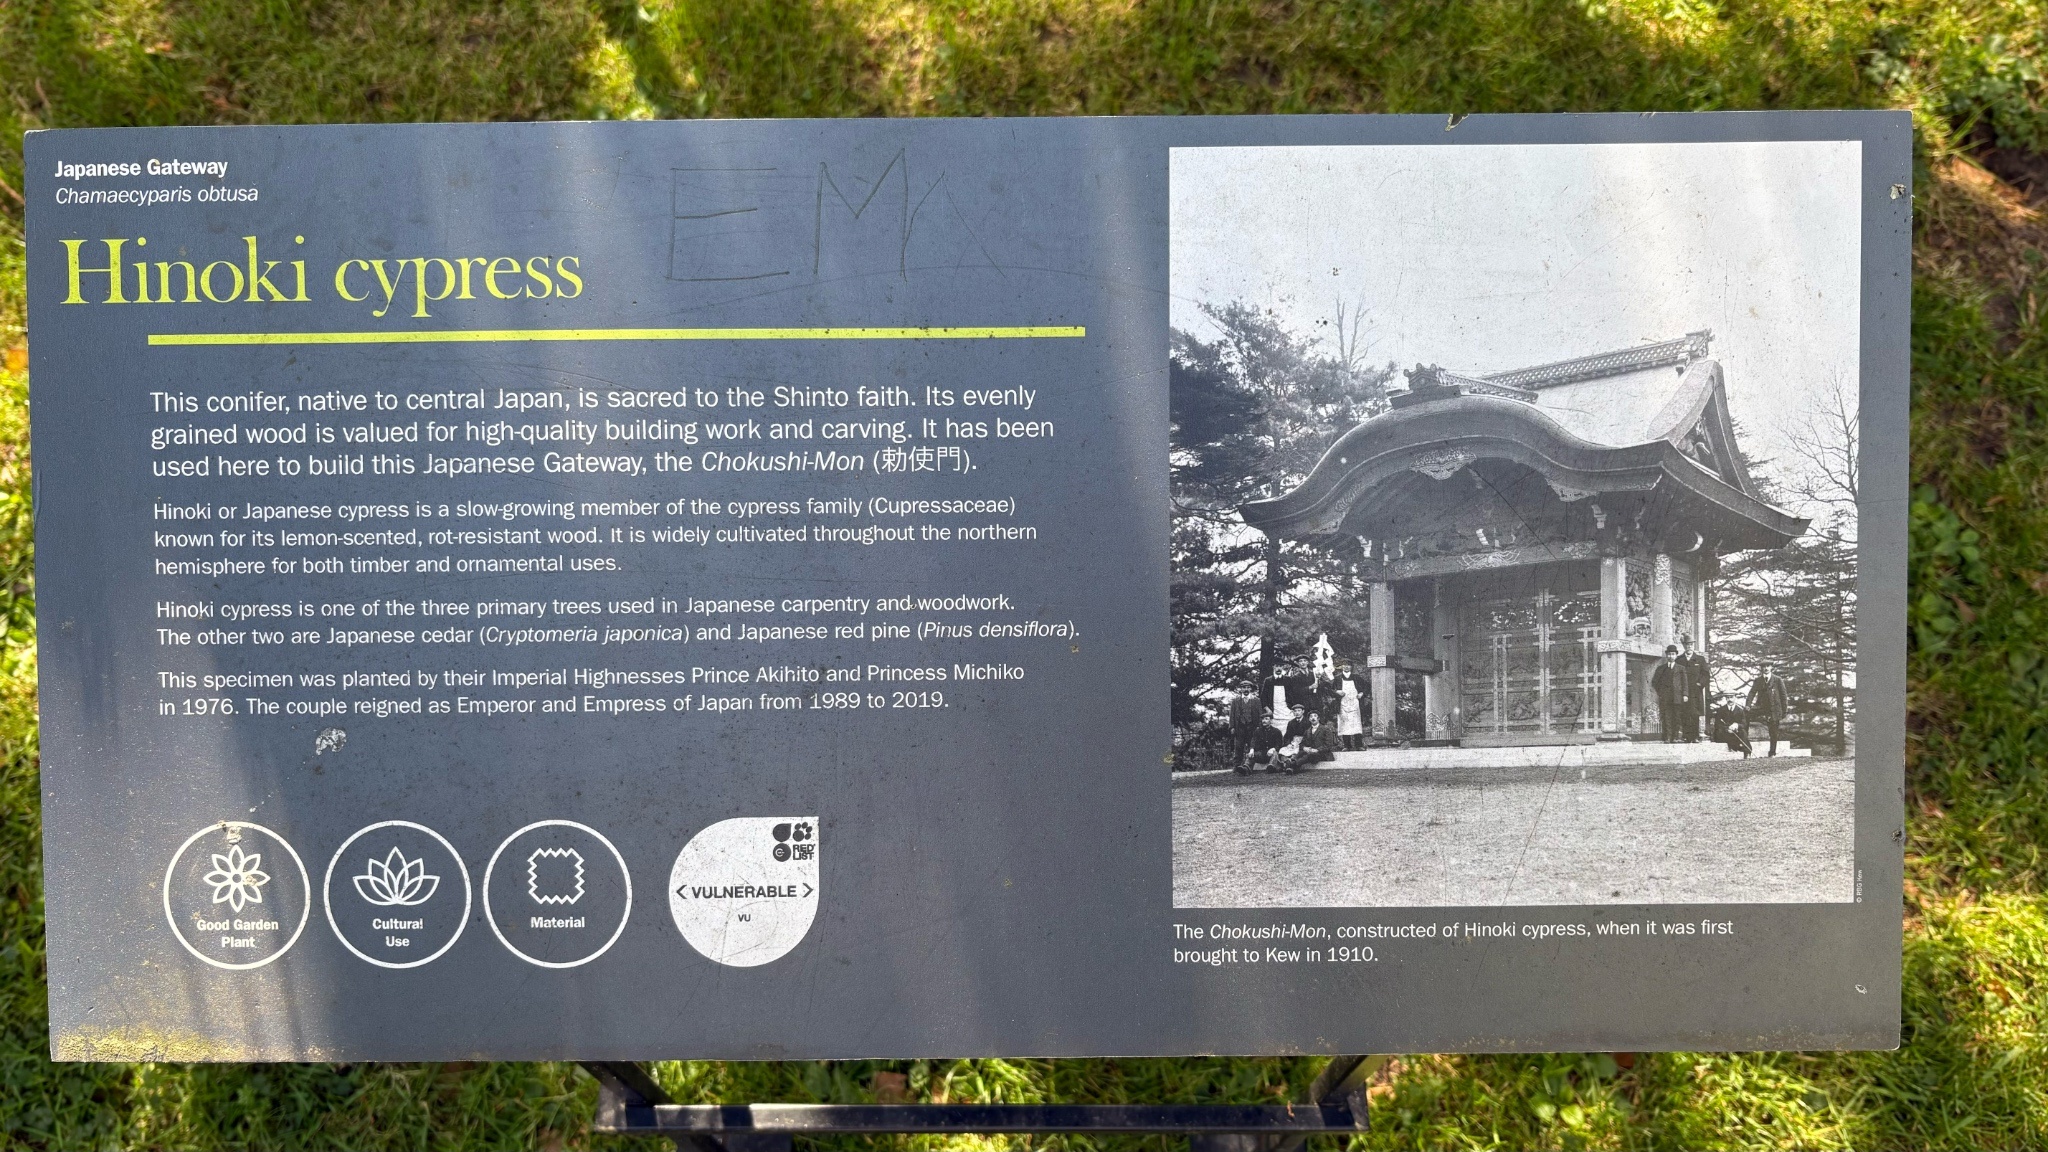 Japanese Gateway
Chamaecyparis obtusa
EMA
Hinoki cypress
This conifer, native to central Japan, is sacred to the Shinto faith. Its evenly
grained wood is valued for high-quality building work and carving. It has been
used here to build this Japanese Gateway, the Chokushi-Mon (勅使門).
Hinoki or Japanese cypress is a slow-growing member of the cypress family (Cupressaceae)
known for its lemon-scented, rot-resistant wood. It is widely cultivated throughout the northern
hemisphere for both timber and ornamental uses.
Hinoki cypress is one of the three primary trees used in Japanese carpentry and woodwork.
The other two are Japanese cedar (Cryptomeria japonica) and Japanese red pine (Pinus densiflora).
This specimen was planted by their Imperial Highnesses Prince Akihito and Princess Michiko
in 1976. The couple reigned as Emperor and Empress of Japan from 1989 to 2019.
Good Garden
Plant
Cultural
Use
Material
RED
LIST
< VULNERABLE >
VU
© RBG Kew
The Chokushi-Mon, constructed of Hinoki cypress, when it was first
brought to Kew in 1910.